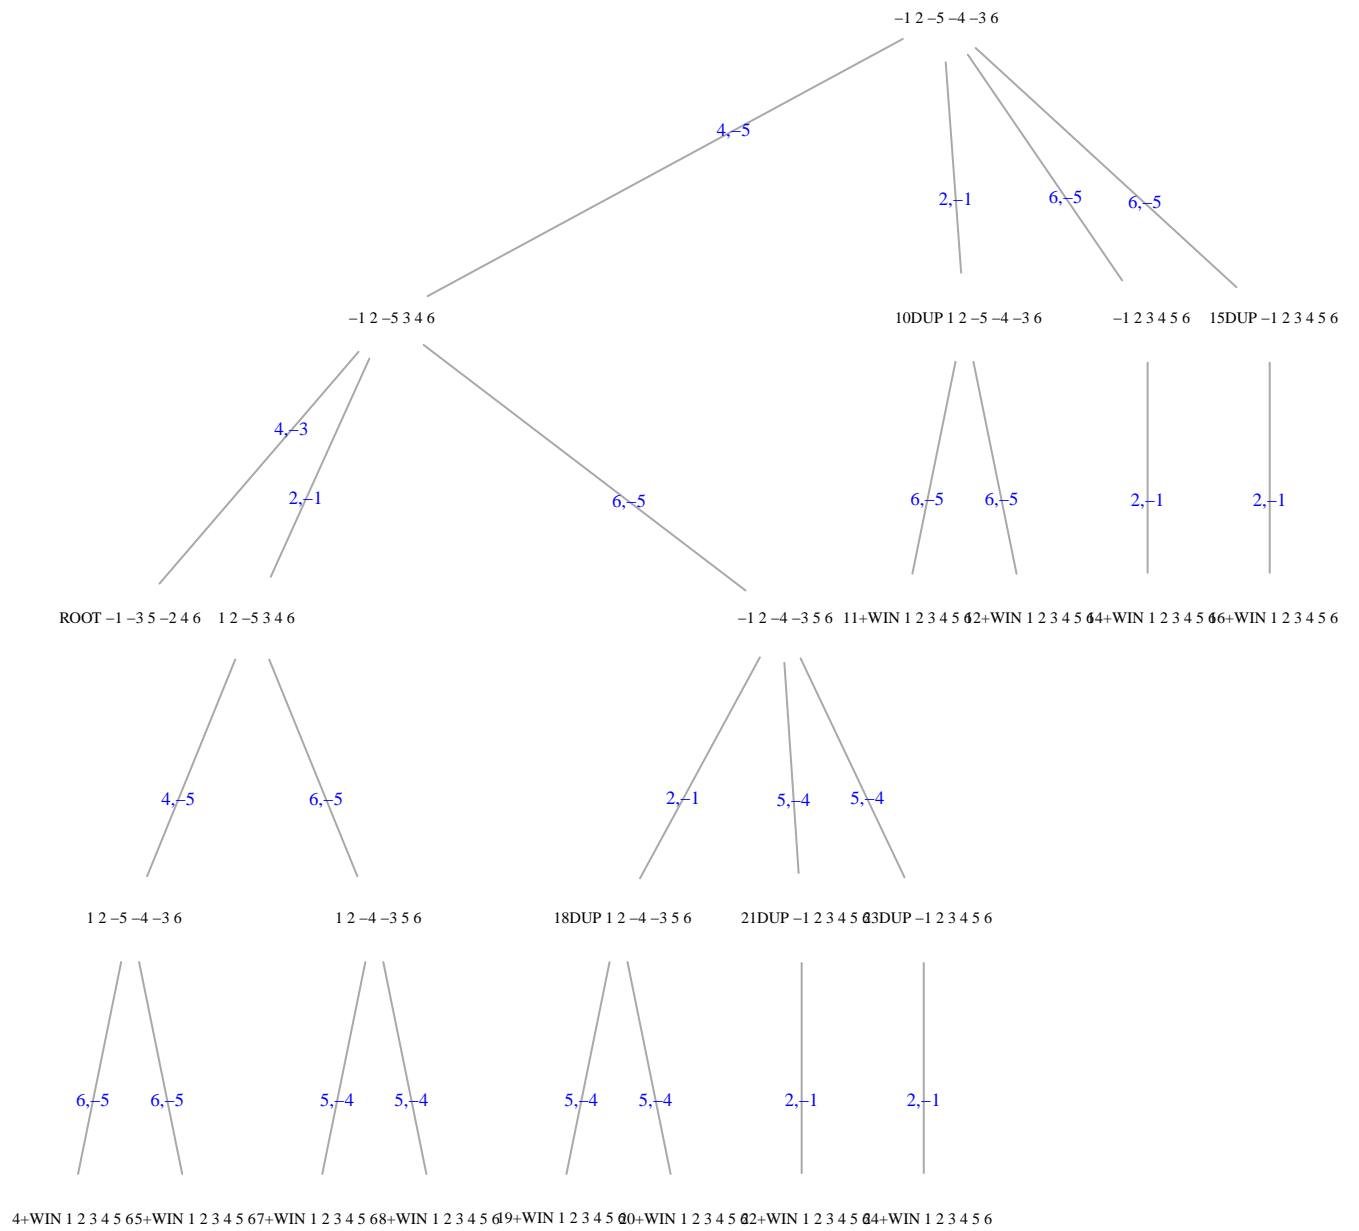 −1 2 −5 −4 −3 6
4,−5
2,−1
6,−5
6,−5
−1 2 −5 3 4 6
10DUP 1 2 −5 −4 −3 6
−1 2 3 4 5 6
15DUP −1 2 3 4 5 6
4,−3
2,−1
6,−5
6,−5
6,−5
2,−1
2,−1
ROOT −1 −3 5 −2 4 6
1 2 −5 3 4 6
−1 2 −4 −3 5 6
11+WIN 1 2 3 4 5 6
12+WIN 1 2 3 4 5 6
14+WIN 1 2 3 4 5 6
16+WIN 1 2 3 4 5 6
4,−5
6,−5
2,−1
5,−4
5,−4
1 2 −5 −4 −3 6
1 2 −4 −3 5 6
18DUP 1 2 −4 −3 5 6
21DUP −1 2 3 4 5 6
23DUP −1 2 3 4 5 6
6,−5
6,−5
5,−4
5,−4
5,−4
5,−4
2,−1
2,−1
4+WIN 1 2 3 4 5 6
5+WIN 1 2 3 4 5 6
7+WIN 1 2 3 4 5 6
8+WIN 1 2 3 4 5 6
19+WIN 1 2 3 4 5 6
20+WIN 1 2 3 4 5 6
22+WIN 1 2 3 4 5 6
24+WIN 1 2 3 4 5 6